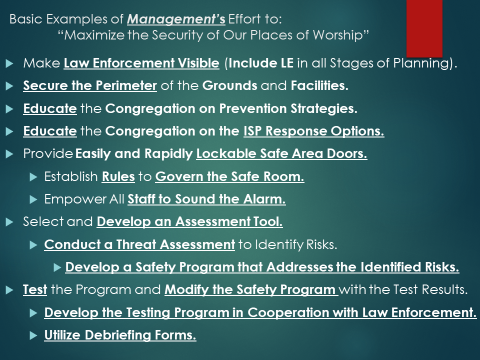 Basic Examples of Management's Effort to:
"Maximize the Security of Our Places of Worship"
Make Law Enforcement Visible (Include LE in all Stages of Planning).
Secure the Perimeter of the Grounds and Facilities.
Educate the Congregation on Prevention Strategies.
Educate the Congregation on the ISP Response Options.
Provide Easily and Rapidly Lockable Safe Area Doors.
Establish Rules to Govern the Safe Room.
Empower All Staff to Sound the Alarm.
Select and Develop an Assessment Tool.
Conduct a Threat Assessment to Identify Risks.
Develop a Safety Program that Addresses the Identified Risks.
Test the Program and Modify the Safety Program with the Test Results.
Develop the Testing Program in Cooperation with Law Enforcement.
Utilize Debriefing Forms.